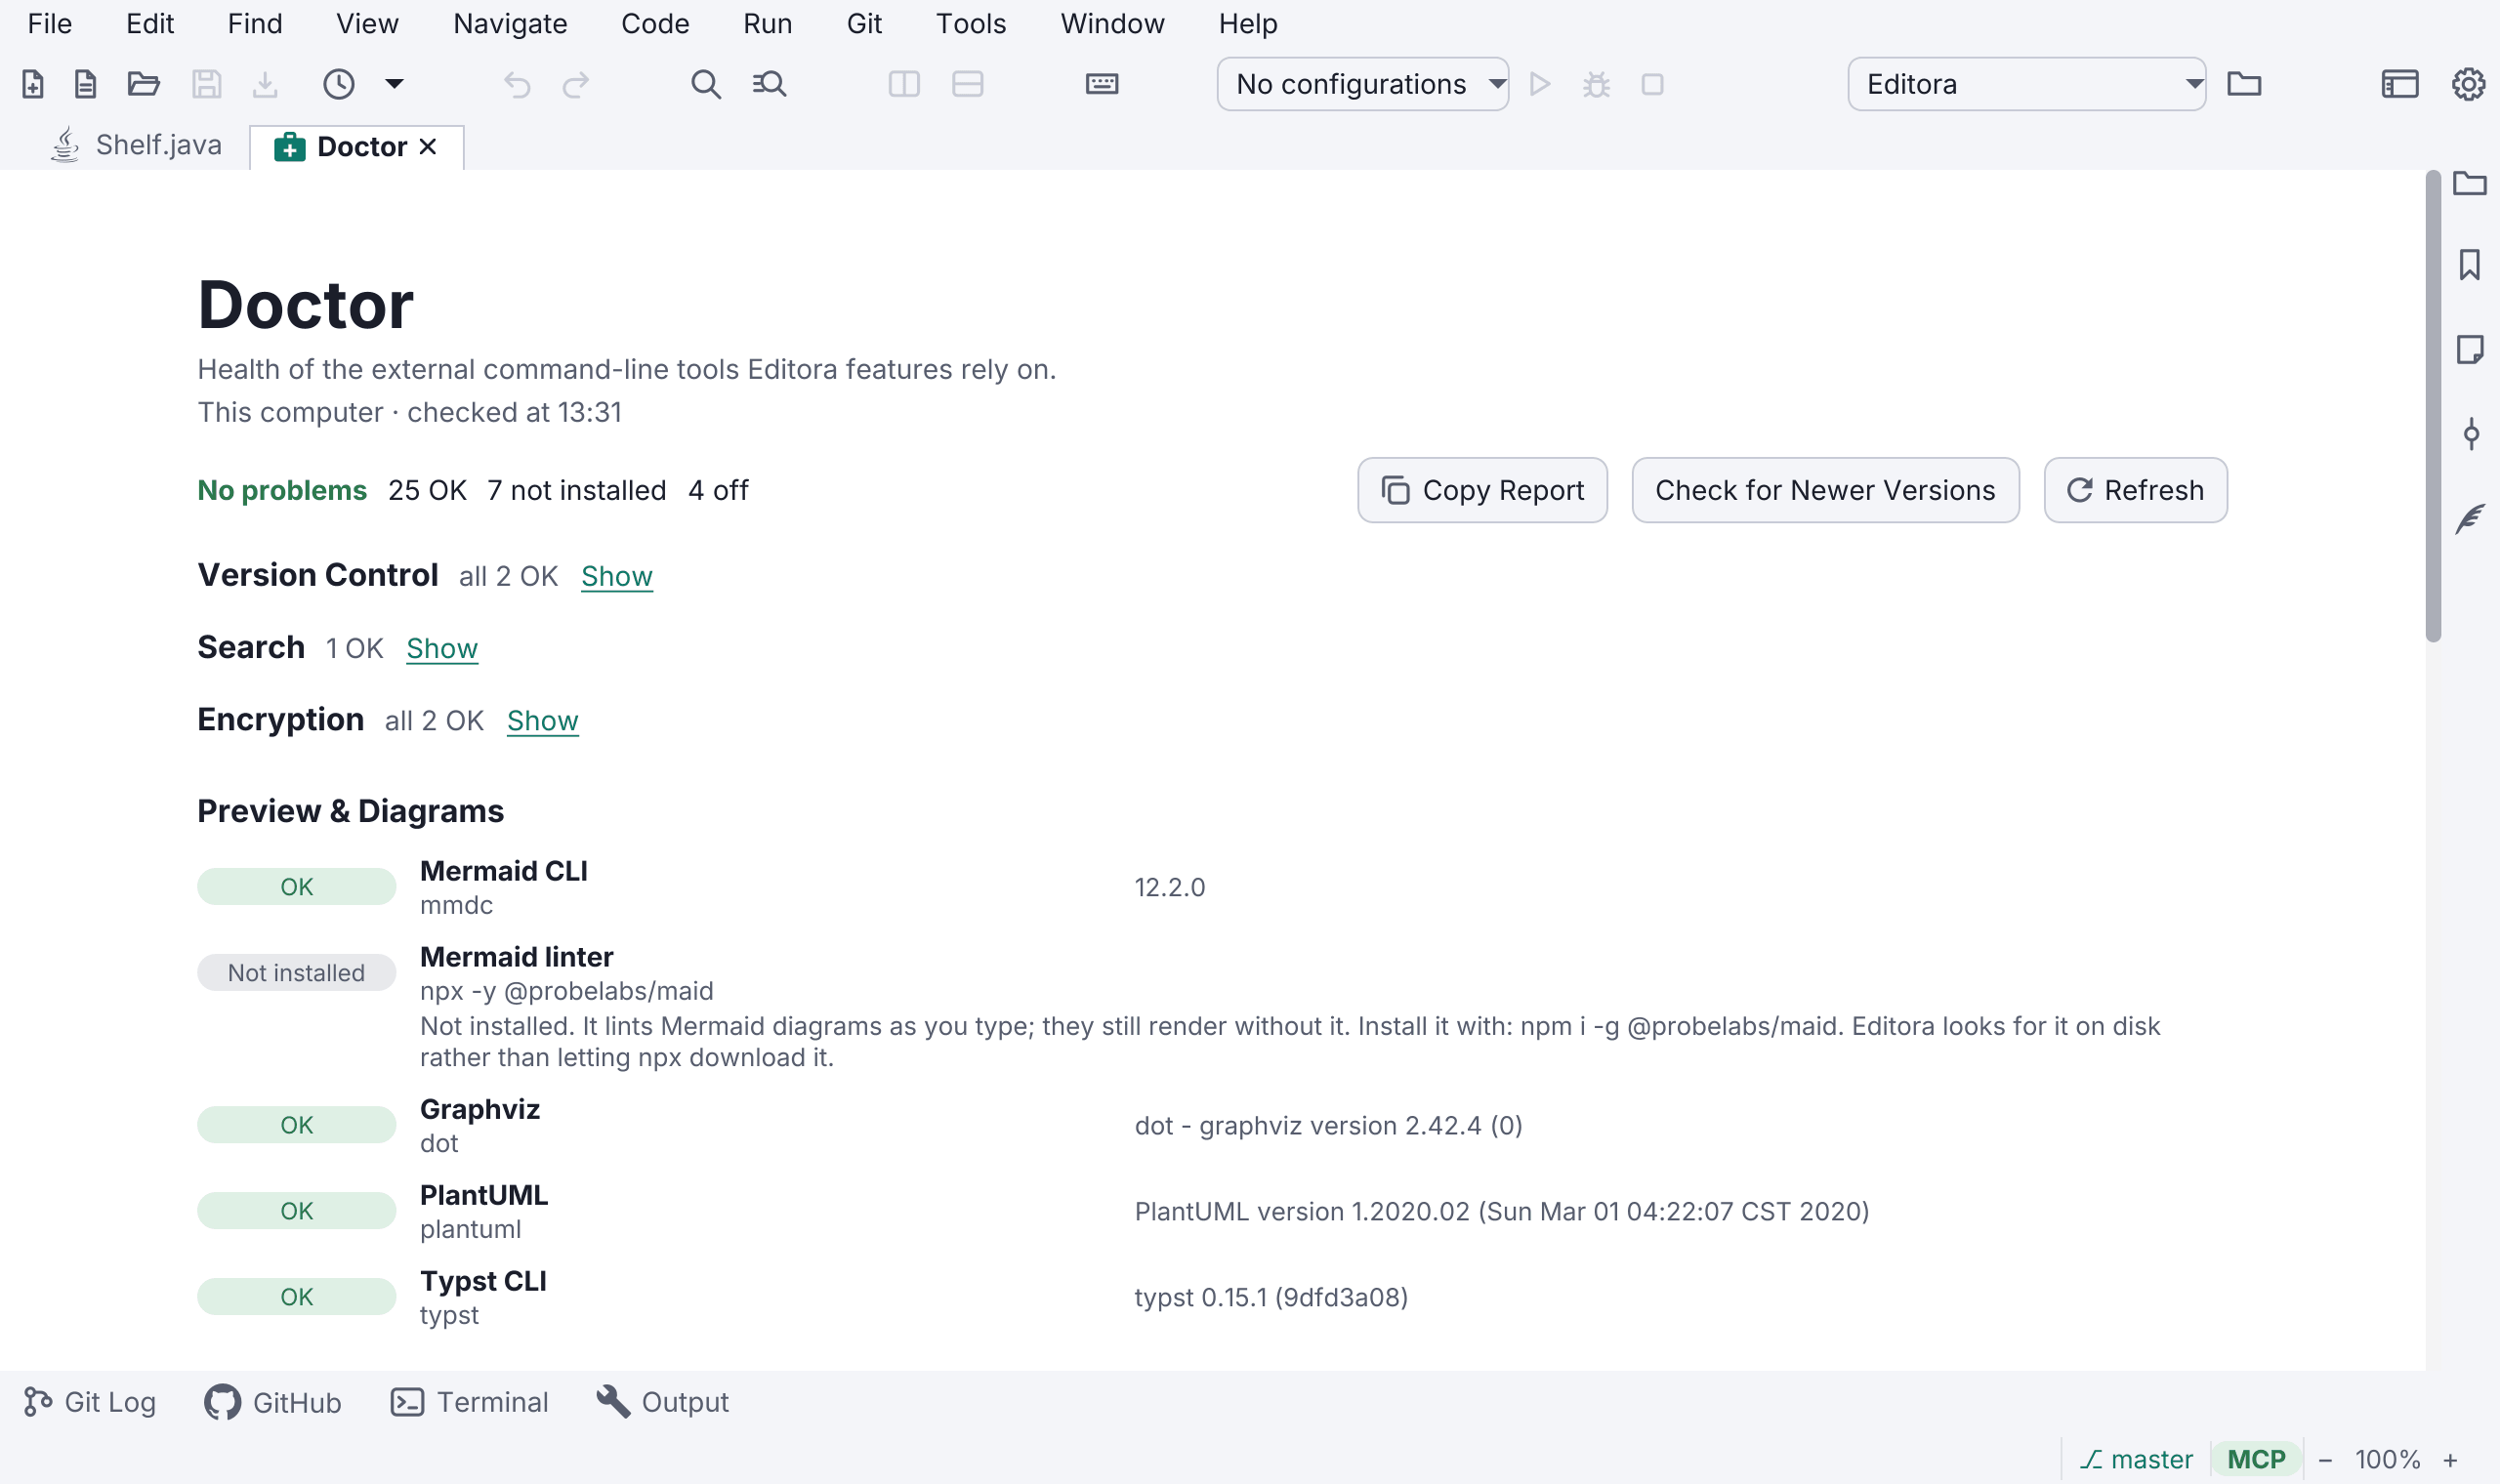 File Edit Find View Navigate Code Run Git Tools Window Help
No configurations Editora
Shelf.java Doctor
Doctor
Health of the external command-line tools Editora features rely on.
This computer · checked at 13:31
No problems 25 OK 7 not installed 4 off Copy Report Check for Newer Versions Refresh
Version Control all 2 OK Show
Search 1 OK Show
Encryption all 2 OK Show
Preview & Diagrams
OK Mermaid CLI 12.2.0
mmdc
Not installed Mermaid linter
npx -y @probelabs/maid
Not installed. It lints Mermaid diagrams as you type; they still render without it. Install it with: npm i -g @probelabs/maid. Editora looks for it on disk
rather than letting npx download it.
OK Graphviz dot - graphviz version 2.42.4 (0)
dot
OK PlantUML PlantUML version 1.2020.02 (Sun Mar 01 04:22:07 CST 2020)
plantuml
OK Typst CLI typst 0.15.1 (9dfd3a08)
typst
Git Log GitHub Terminal Output
master MCP − 100% +